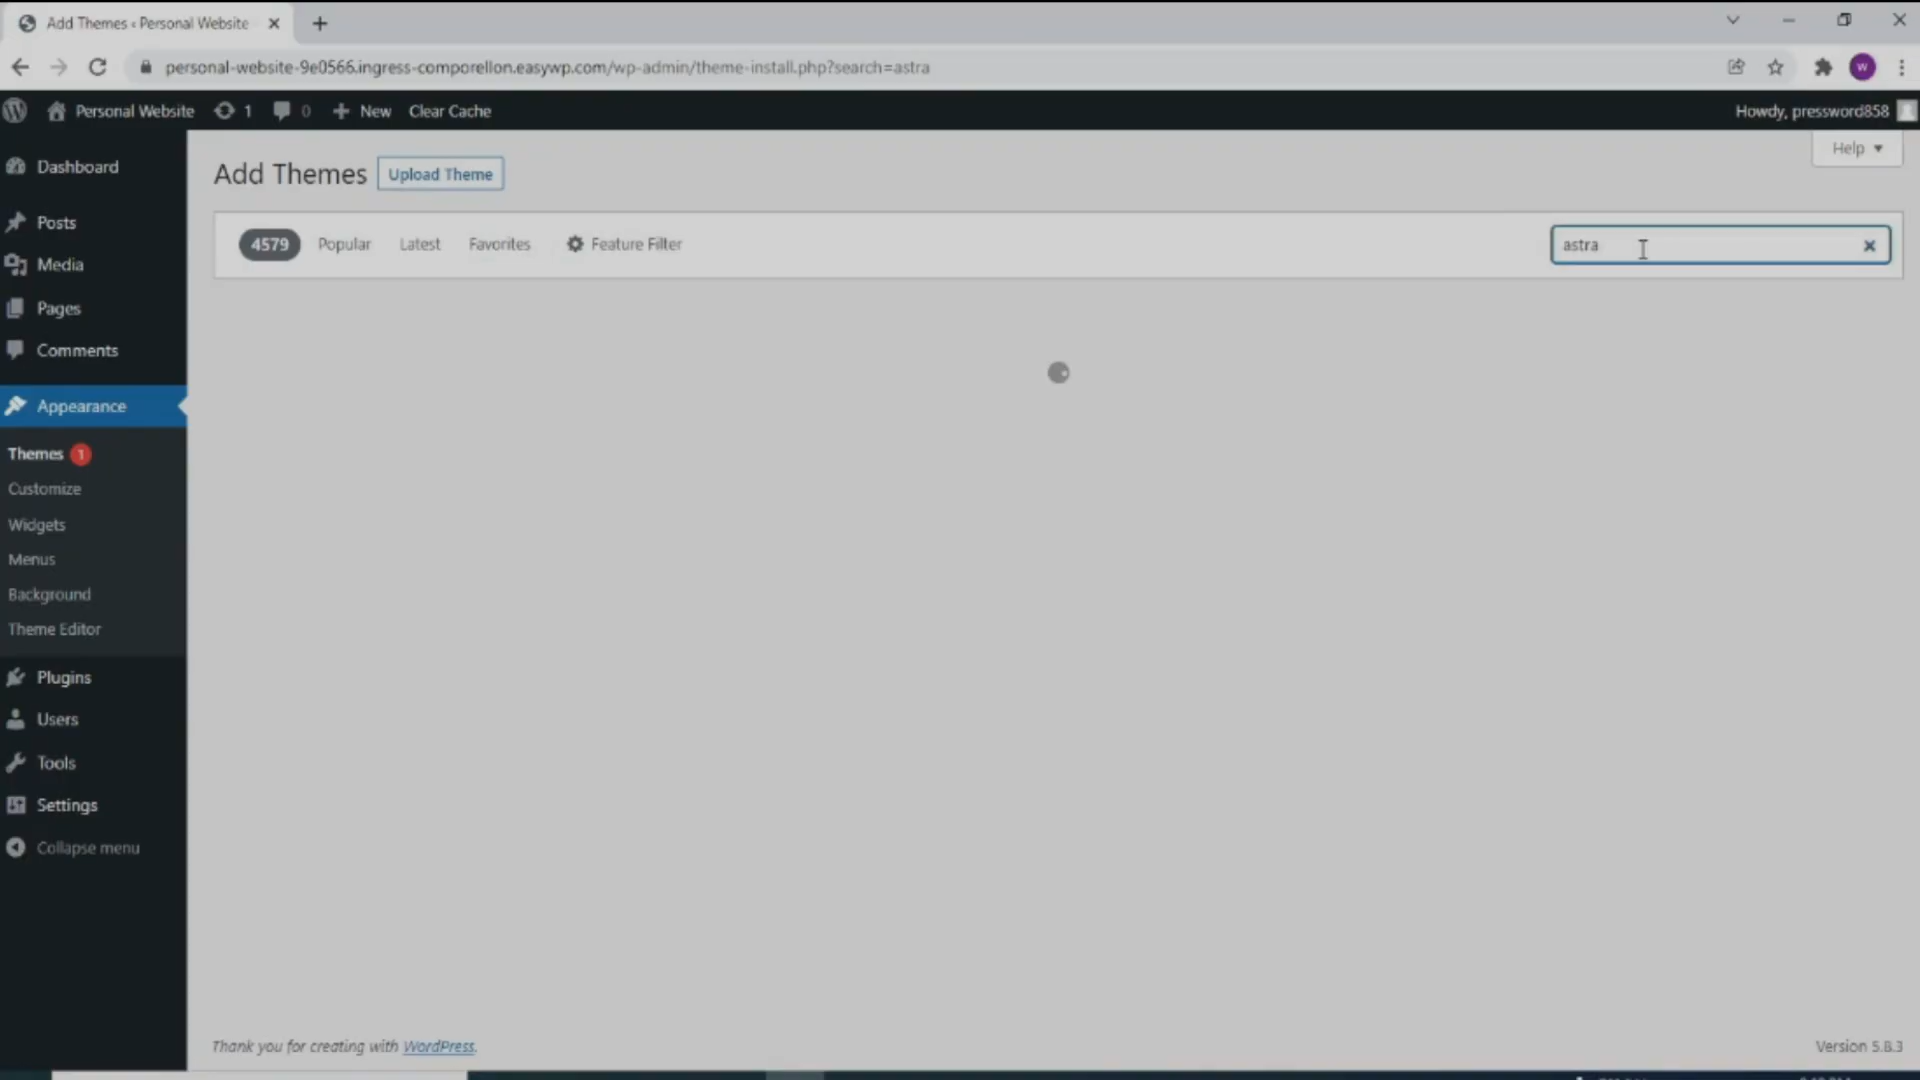 Add Themes ‹ Personal Website
personal-website-9e0566.ingress-comporellon.easywp.com/wp-admin/theme-install.php?search=astra
W
Personal Website 1 0 New Clear Cache Howdy, pressword858
Help
Dashboard
Posts
Media
Pages
Comments
Appearance
Themes 1
Customize
Widgets
Menus
Background
Theme Editor
Plugins
Users
Tools
Settings
Collapse menu
Add Themes Upload Theme
4579 Popular Latest Favorites Feature Filter astra
Thank you for creating with WordPress. Version 5.8.3